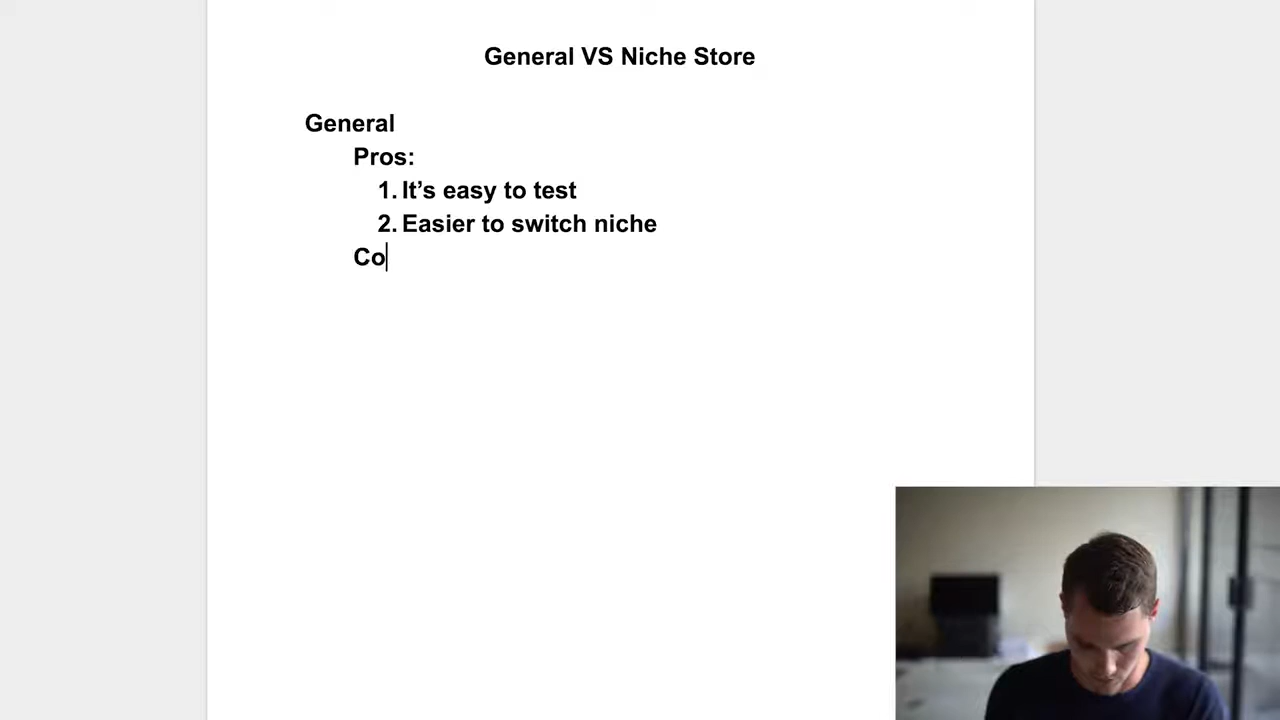 General VS Niche Store
General
Pros:
1. It’s easy to test
2. Easier to switch niche
Co